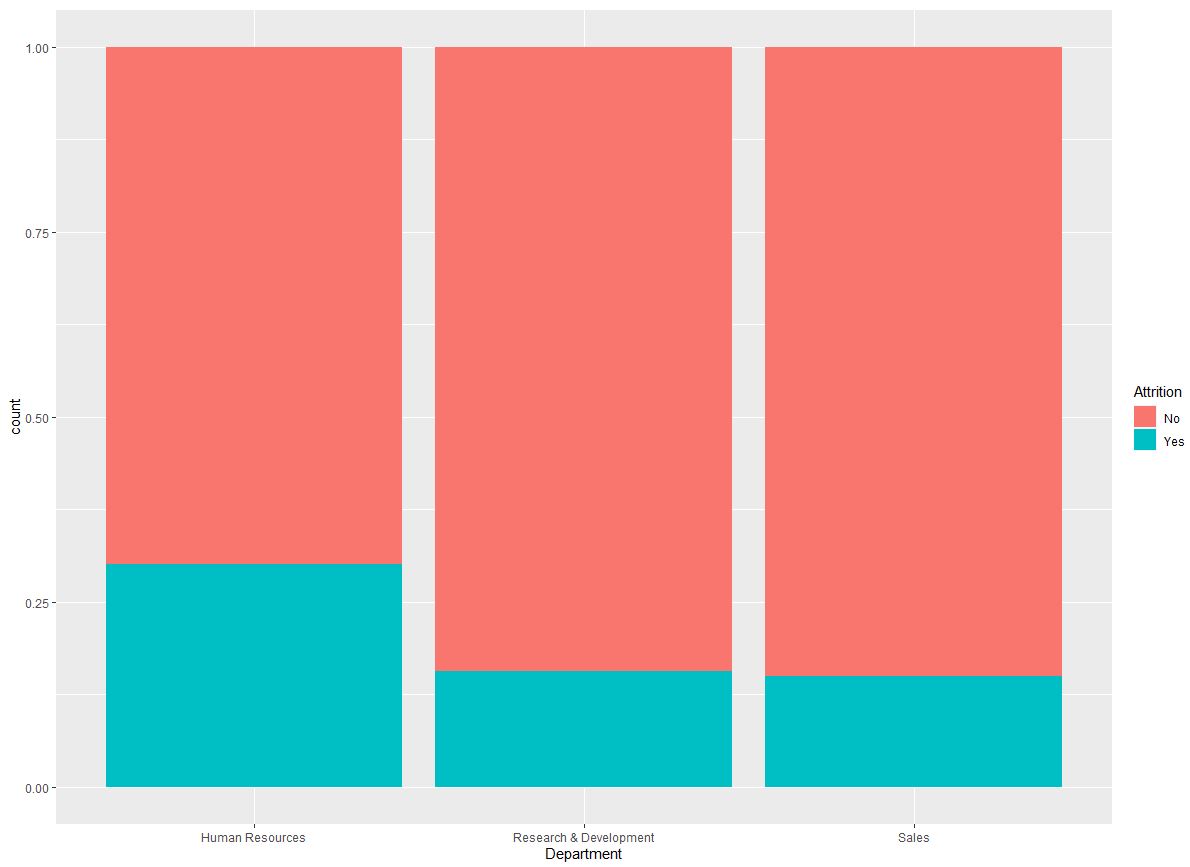 1.00
0.75
0.50
0.25
0.00
count
Human Resources
Research & Development
Sales
Department
Attrition
No
Yes